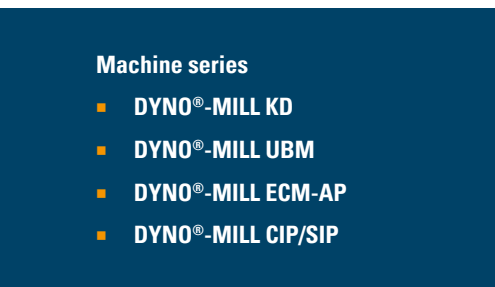 Machine series
▪ DYNO®-MILL KD
▪ DYNO®-MILL UBM
▪ DYNO®-MILL ECM-AP
▪ DYNO®-MILL CIP/SIP